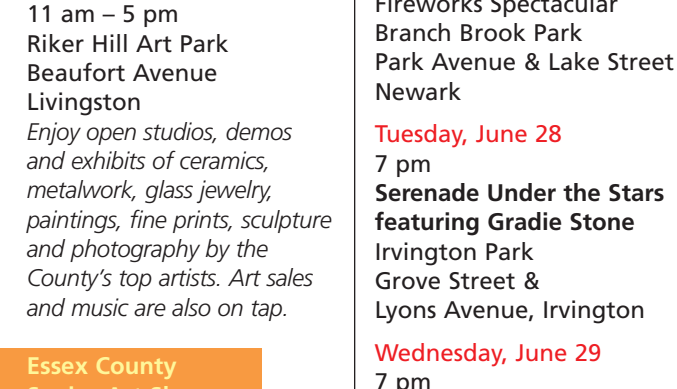 11 am – 5 pm
Riker Hill Art Park
Beaufort Avenue
Livingston
Enjoy open studios, demos
and exhibits of ceramics,
metalwork, glass jewelry,
paintings, fine prints, sculpture
and photography by the
County’s top artists. Art sales
and music are also on tap.
Essex County
Fireworks Spectacular
Branch Brook Park
Park Avenue & Lake Street
Newark
Tuesday, June 28
7 pm
Serenade Under the Stars
featuring Gradie Stone
Irvington Park
Grove Street &
Lyons Avenue, Irvington
Wednesday, June 29
7 pm